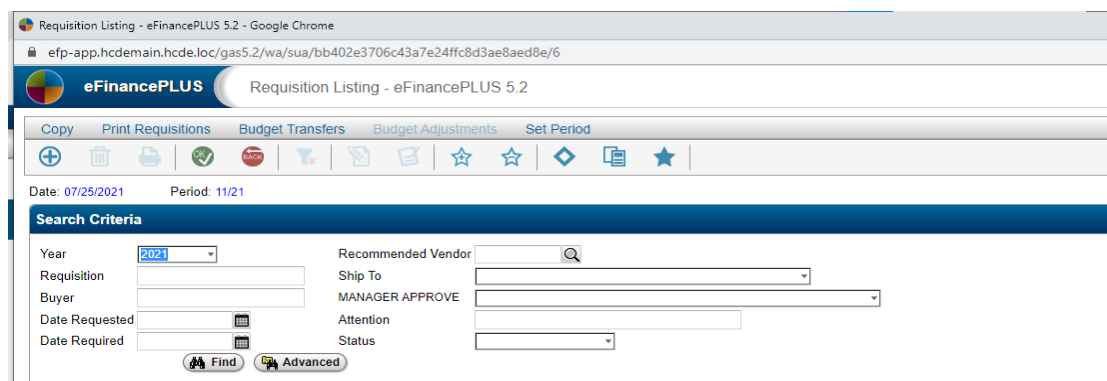 Requisition Listing - eFinancePLUS 5.2 - Google Chrome
efp-app.hcdemain.hcde.loc/gas5.2/wa/sua/bb402e3706c43a7e24ffc8d3ae8aed8e/6
eFinancePLUS Requisition Listing - eFinancePLUS 5.2
Copy Print Requisitions Budget Transfers Budget Adjustments Set Period
OK BACK
Date: 07/25/2021 Period: 11/21
Search Criteria
Year 2021 Recommended Vendor
Requisition Ship To
Buyer MANAGER APPROVE
Date Requested Attention
Date Required Status
Find Advanced